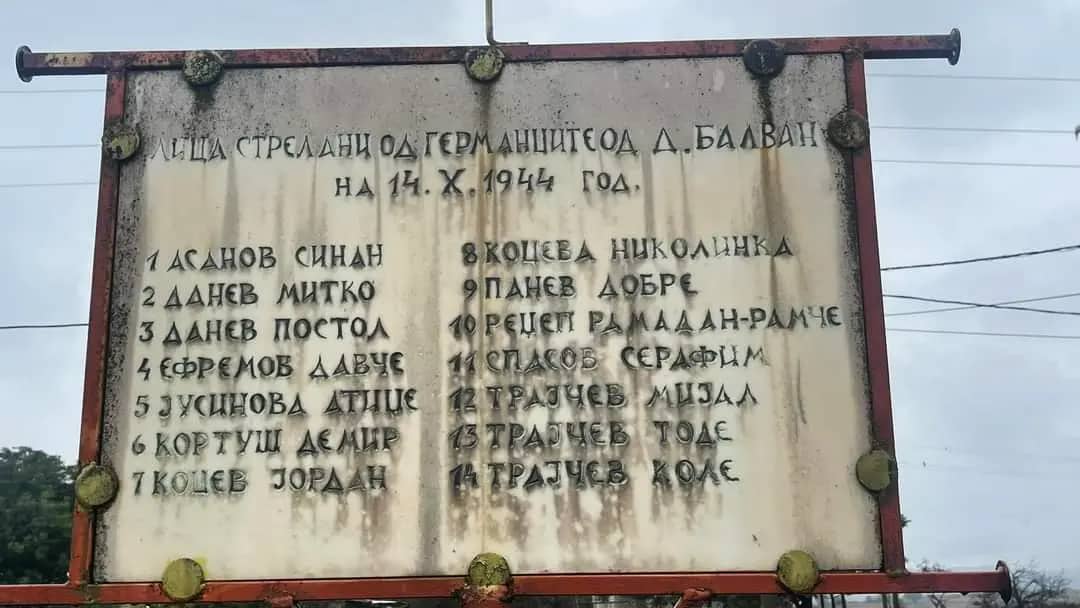 ЛИЦА СТРЕЛАНИ ОД ГЕРМАНЦИТЕ ОД Д. БАЛВАН
НА 14. X. 1944 ГОД.
1 АСАНОВ СИНАН
2 ДАНЕВ МИТКО
3 ДАНЕВ ПОСТОЛ
4 ЕФРЕМОВ ДАВЧЕ
5 ЈУСИНОВА АТИЏЕ
6 КОРТУШ ДЕМИР
7 КОЦЕВ ЈОРДАН
8 КОЦЕВА НИКОЛИНКА
9 ПАНЕВ ДОБРЕ
10 РЕЏЕП РАМАДАН-РАМЧЕ
11 СПАСОВ СЕРАФИМ
12 ТРАЈЧЕВ МИЈАЛ
13 ТРАЈЧЕВ ТОДЕ
14 ТРАЈЧЕВ КОЛЕ